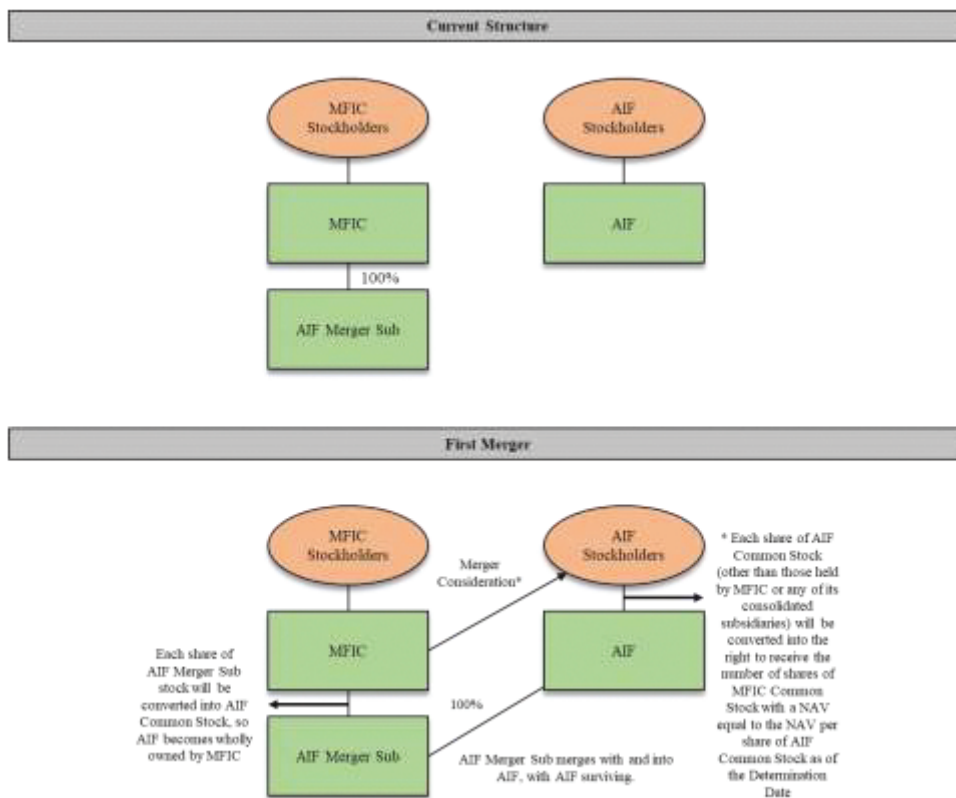 Current Structure
MFIC
Stockholders
AIF
Stockholders
MFIC
AIF
100%
AIF Merger Sub
First Merger
MFIC
Stockholders
AIF
Stockholders
Merger
Consideration*
* Each share of AIF
Common Stock
(other than those held
by MFIC or any of its
consolidated
subsidiaries) will be
converted into the
right to receive the
number of shares of
MFIC Common
Stock with a NAV
equal to the NAV per
share of AIF
Common Stock as of
the Determination
Date
MFIC
AIF
Each share of
AIF Merger Sub
stock will be
converted into AIF
Common Stock, so
AIF becomes wholly
owned by MFIC
100%
AIF Merger Sub
AIF Merger Sub merges with and into
AIF, with AIF surviving.